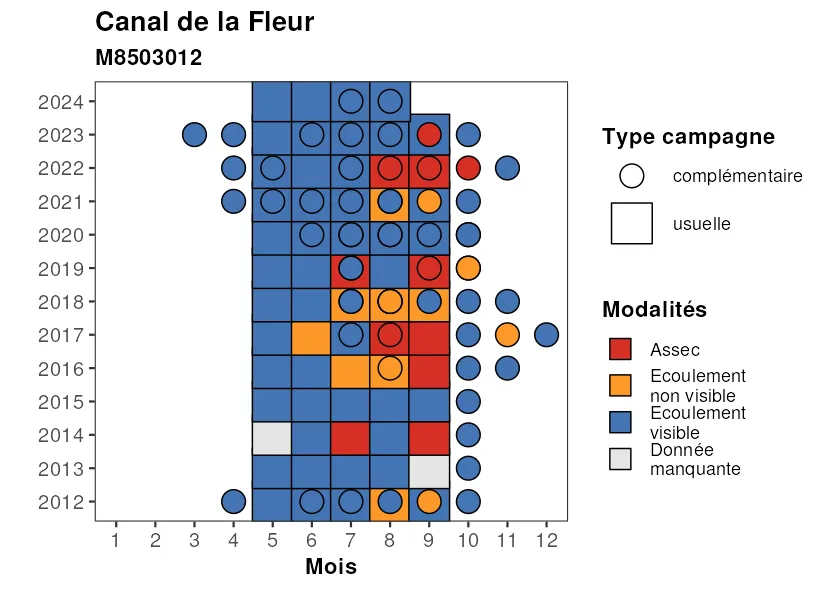 Canal de la Fleur
M8503012
2024
2023
2022
2021
2020
2019
2018
2017
2016
2015
2014
2013
2012
1 2 3 4 5 6 7 8 9 10 11 12
Mois
Type campagne
complémentaire
usuelle
Modalités
Assec
Ecoulement
non visible
Ecoulement
visible
Donnée
manquante